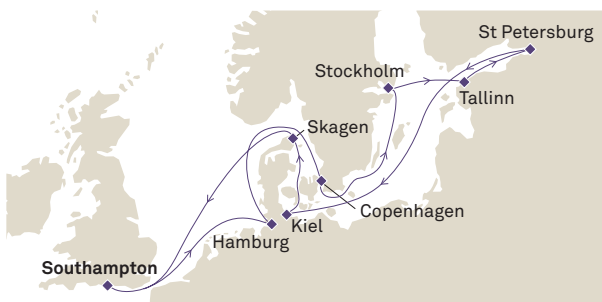 St Petersburg
Stockholm
Tallinn
Skagen
Copenhagen
Kiel
Hamburg
Southampton